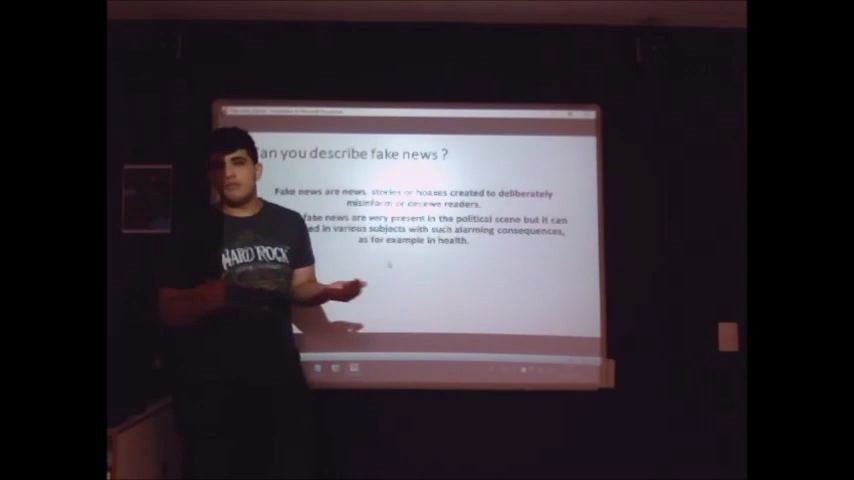 an you describe fake news ?
Fake news are news, stories or hoaxes created to deliberately
misinform or deceive readers.
fake news are very present in the political scene but it can
ed in various subjects with such alarming consequences,
as for example in health.
HARD ROCK